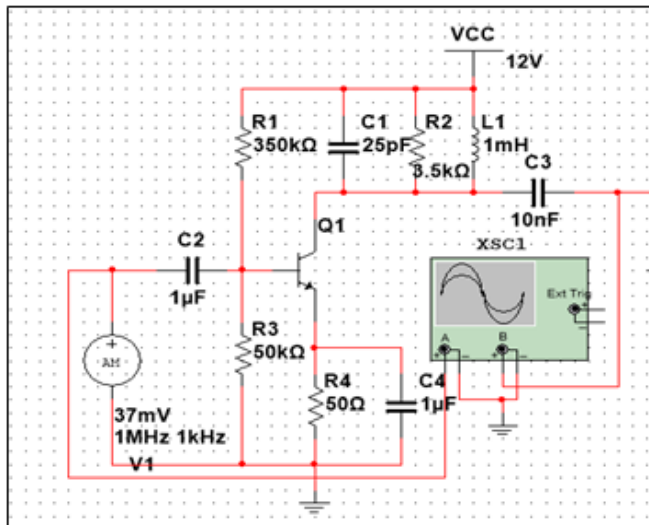 VCC
12V
R1
350kΩ
C1
25pF
R2
3.5kΩ
L1
1mH
C3
10nF
Q1
XSC1
Ext Trig
+
-
A
B
+
-
+
-
C2
1µF
+
AM
37mV
1MHz 1kHz
V1
R3
50kΩ
R4
50Ω
C4
1µF